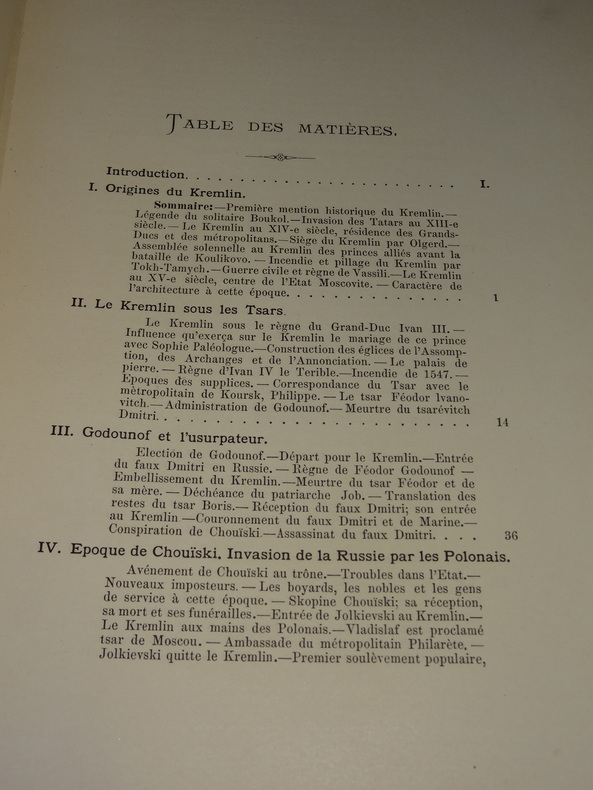 TABLE DES MATIÈRES.
Introduction. . . . . . . . . . . . . . . . . . . . . . . . . . I.
I. Origines du Kremlin.
Sommaire:—Première mention historique du Kremlin.—
Légende du solitaire Boukol.—Invasion des Tatars au XIII-e
siècle.— Le Kremlin au XIV-e siècle, résidence des Grands-
Ducs et des métropolitans.—Siège du Kremlin par Olgerd.—
Assemblée solennelle au Kremlin des princes alliés avant la
bataille de Koulikovo. — Incendie et pillage du Kremlin par
Tokh-Tamych.—Guerre civile et règne de Vassili.—Le Kremlin
au XV-e siècle, centre de l'Etat Moscovite. — Caractère de
l'architecture à cette époque. . . . . . . . . . . . . . . . 1
II. Le Kremlin sous les Tsars.
Le Kremlin sous le règne du Grand-Duc Ivan III. —
Influence qu'exerça sur le Kremlin le mariage de ce prince
avec Sophie Paléologue.—Construction des églices de l'Assomp-
tion, des Archanges et de l'Annonciation. — Le palais de
pierre. — Règne d'Ivan IV le Terible.—Incendie de 1547. —
Epoques des supplices. — Correspondance du Tsar avec le
métropolitain de Koursk, Philippe. — Le tsar Féodor Ivano-
vitch.— Administration de Godounof.— Meurtre du tsarévitch
Dmitri. . . . . . . . . . . . . . . . . . . . . . . . 14
III. Godounof et l'usurpateur.
Election de Godounof.—Départ pour le Kremlin.—Entrée
du faux Dmitri en Russie. — Règne de Féodor Godounof —
Embellissement du Kremlin.—Meurtre du tsar Féodor et de
sa mère. — Déchéance du patriarche Job. — Translation des
restes du tsar Boris.— Réception du faux Dmitri; son entrée
au Kremlin —Couronnement du faux Dmitri et de Marine.—
Conspiration de Chouïski.—Assassinat du faux Dmitri. . . . 36
IV. Epoque de Chouïski. Invasion de la Russie par les Polonais.
Avénement de Chouïski au trône.—Troubles dans l'Etat.—
Nouveaux imposteurs. — Les boyards, les nobles et les gens
de service à cette époque. — Skopine Chouïski; sa réception,
sa mort et ses funérailles.—Entrée de Jolkievski au Kremlin.—
Le Kremlin aux mains des Polonais.—Vladislaf est proclamé
tsar de Moscou. — Ambassade du métropolitain Philarète. —
Jolkievski quitte le Kremlin.—Premier soulèvement populaire,